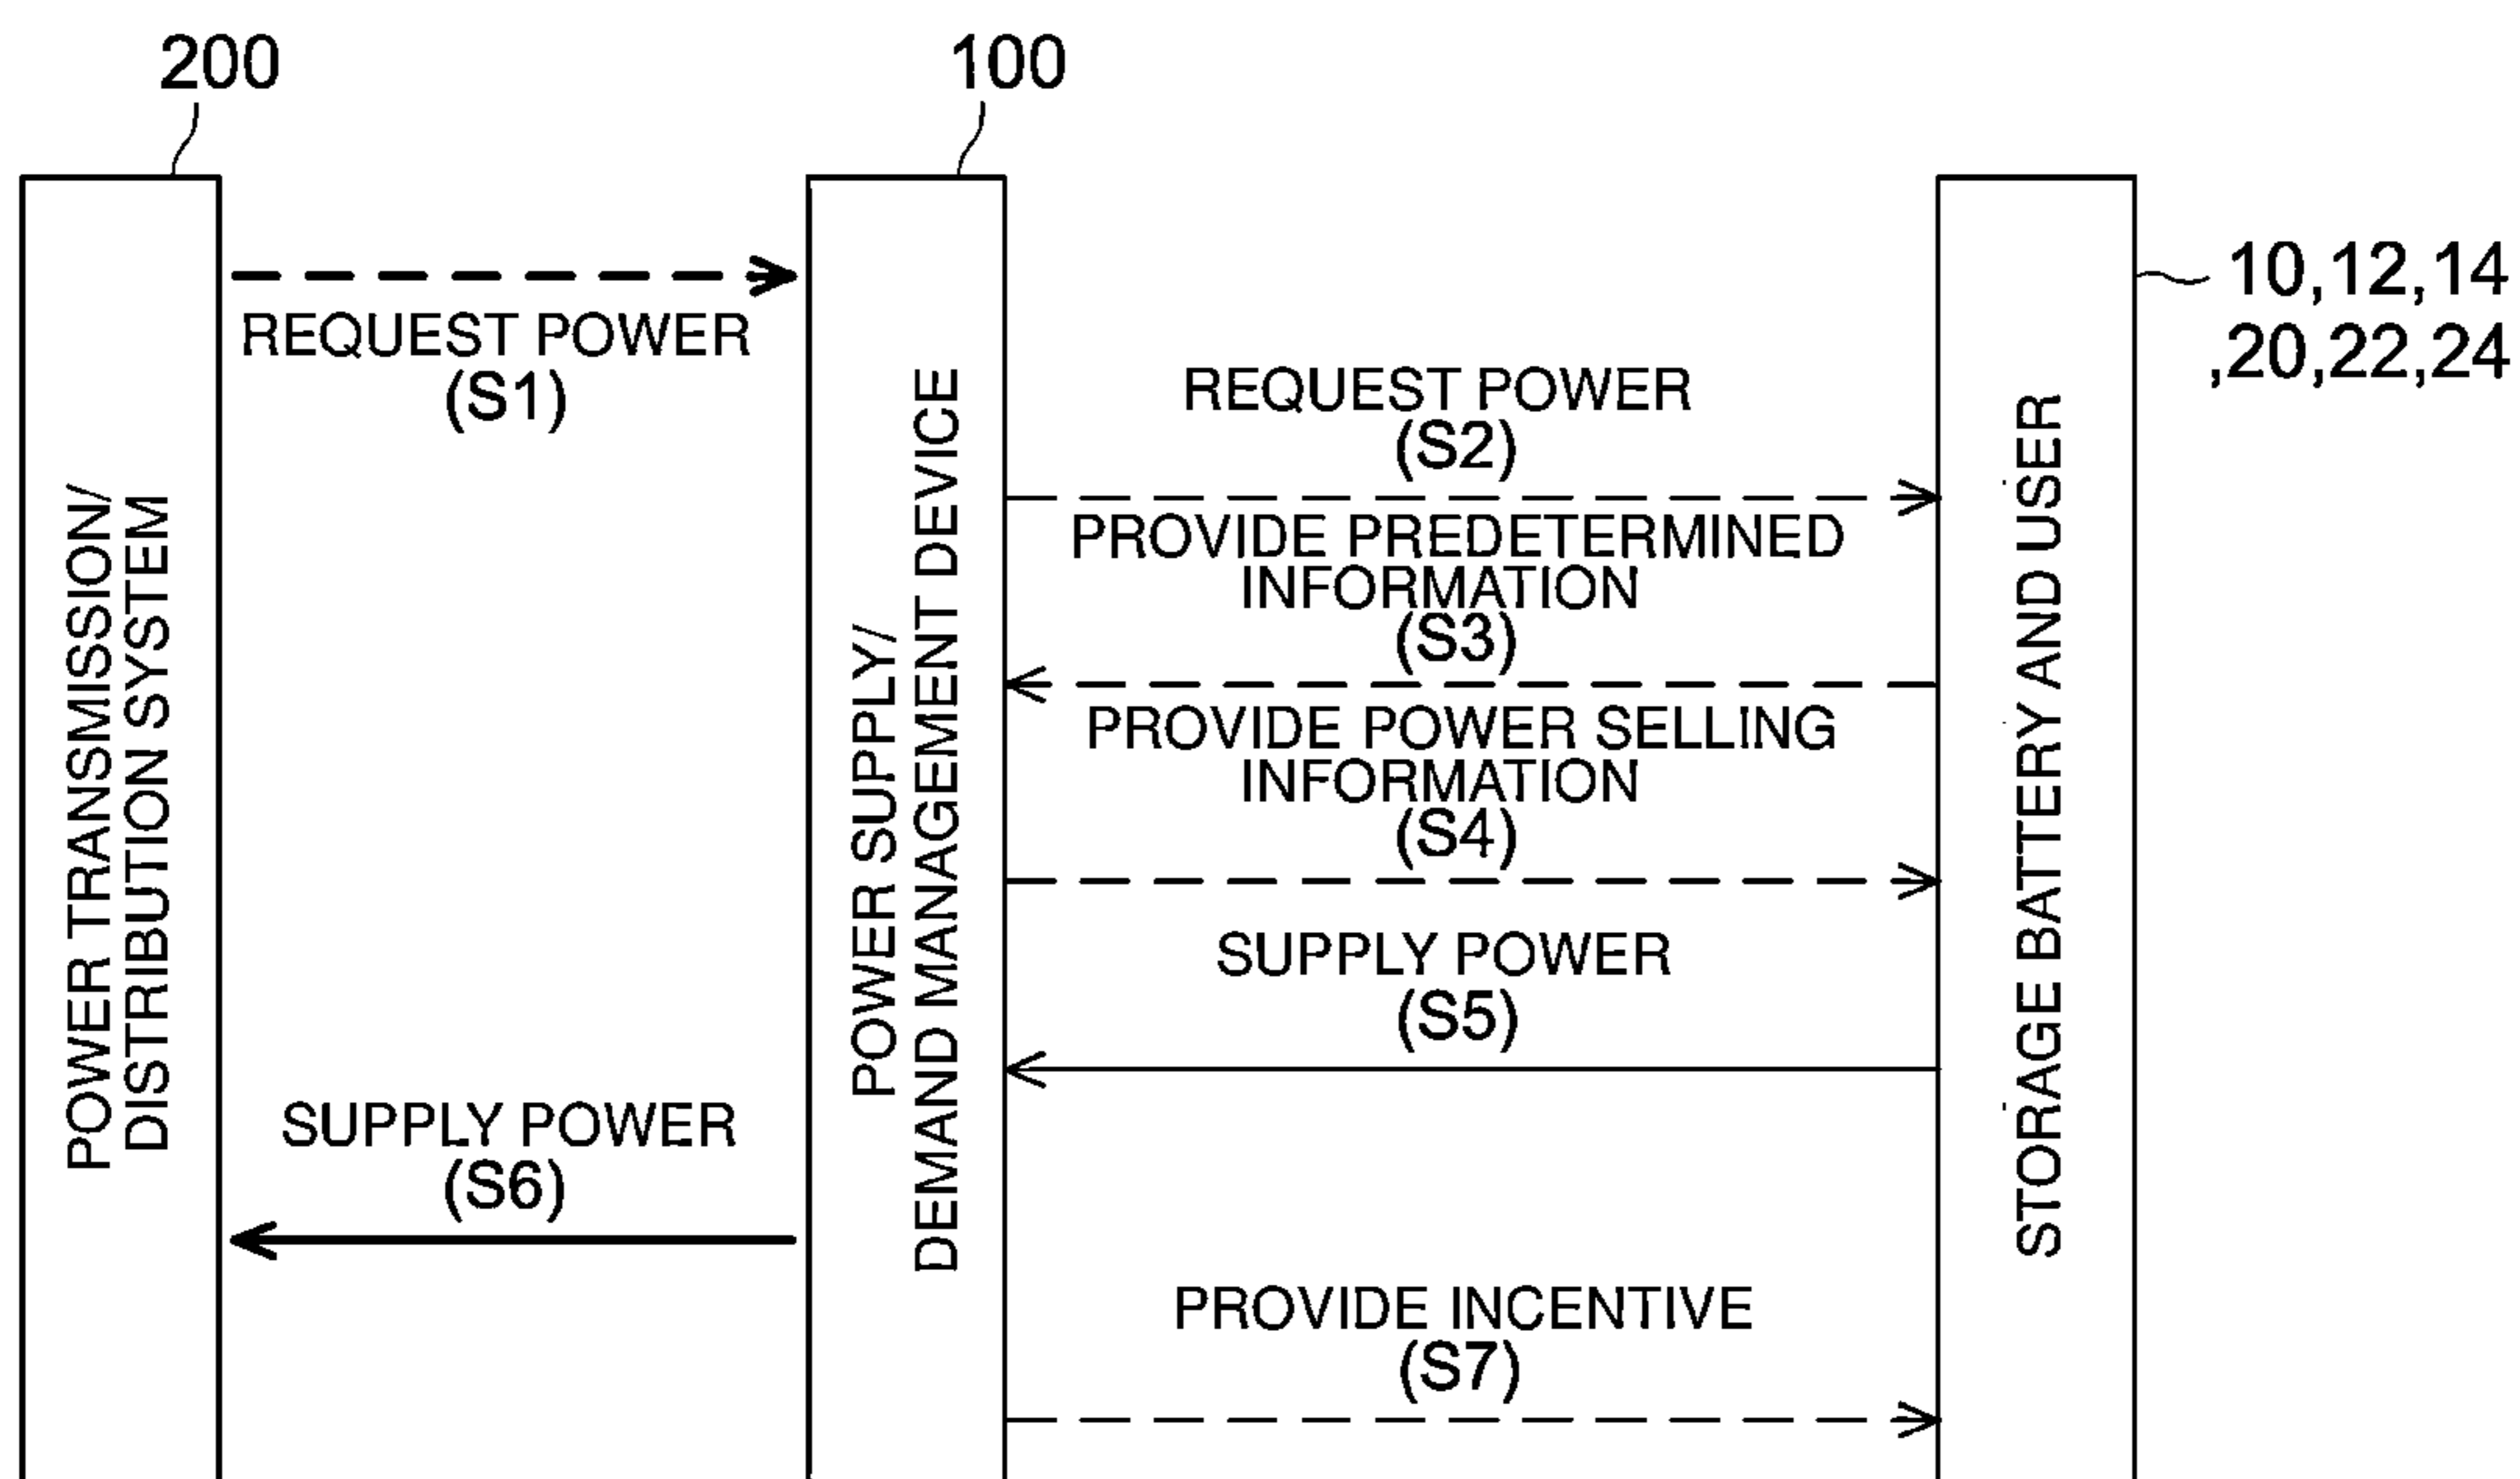 200
100
10,12,14
,20,22,24
REQUEST POWER
(S1)
REQUEST POWER
(S2)
PROVIDE PREDETERMINED
INFORMATION
(S3)
PROVIDE POWER SELLING
INFORMATION
(S4)
SUPPLY POWER
(S5)
SUPPLY POWER
(S6)
PROVIDE INCENTIVE
(S7)
POWER TRANSMISSION/
DISTRIBUTION SYSTEM
POWER SUPPLY/
DEMAND MANAGEMENT DEVICE
STORAGE BATTERY AND USER